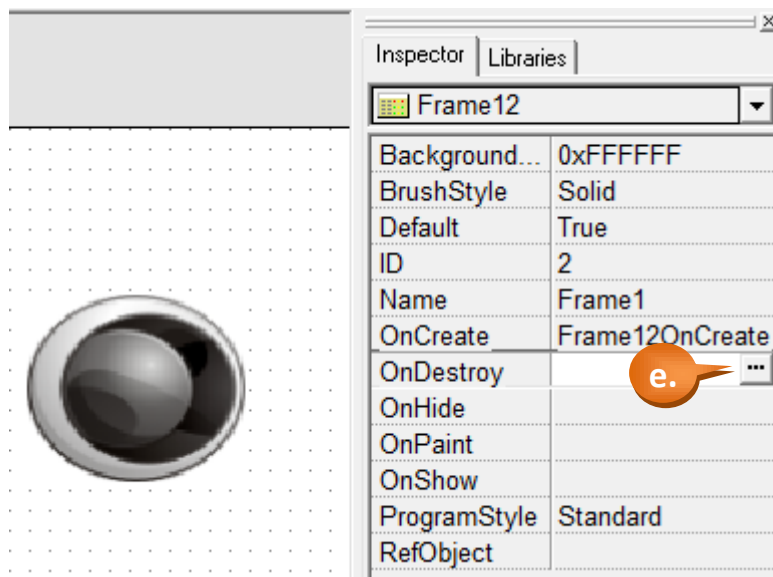 Inspector Libraries
Frame12
Background... 0xFFFFFF
BrushStyle Solid
Default True
ID 2
Name Frame1
OnCreate Frame12OnCreate
OnDestroy e. ...
OnHide
OnPaint
OnShow
ProgramStyle Standard
RefObject